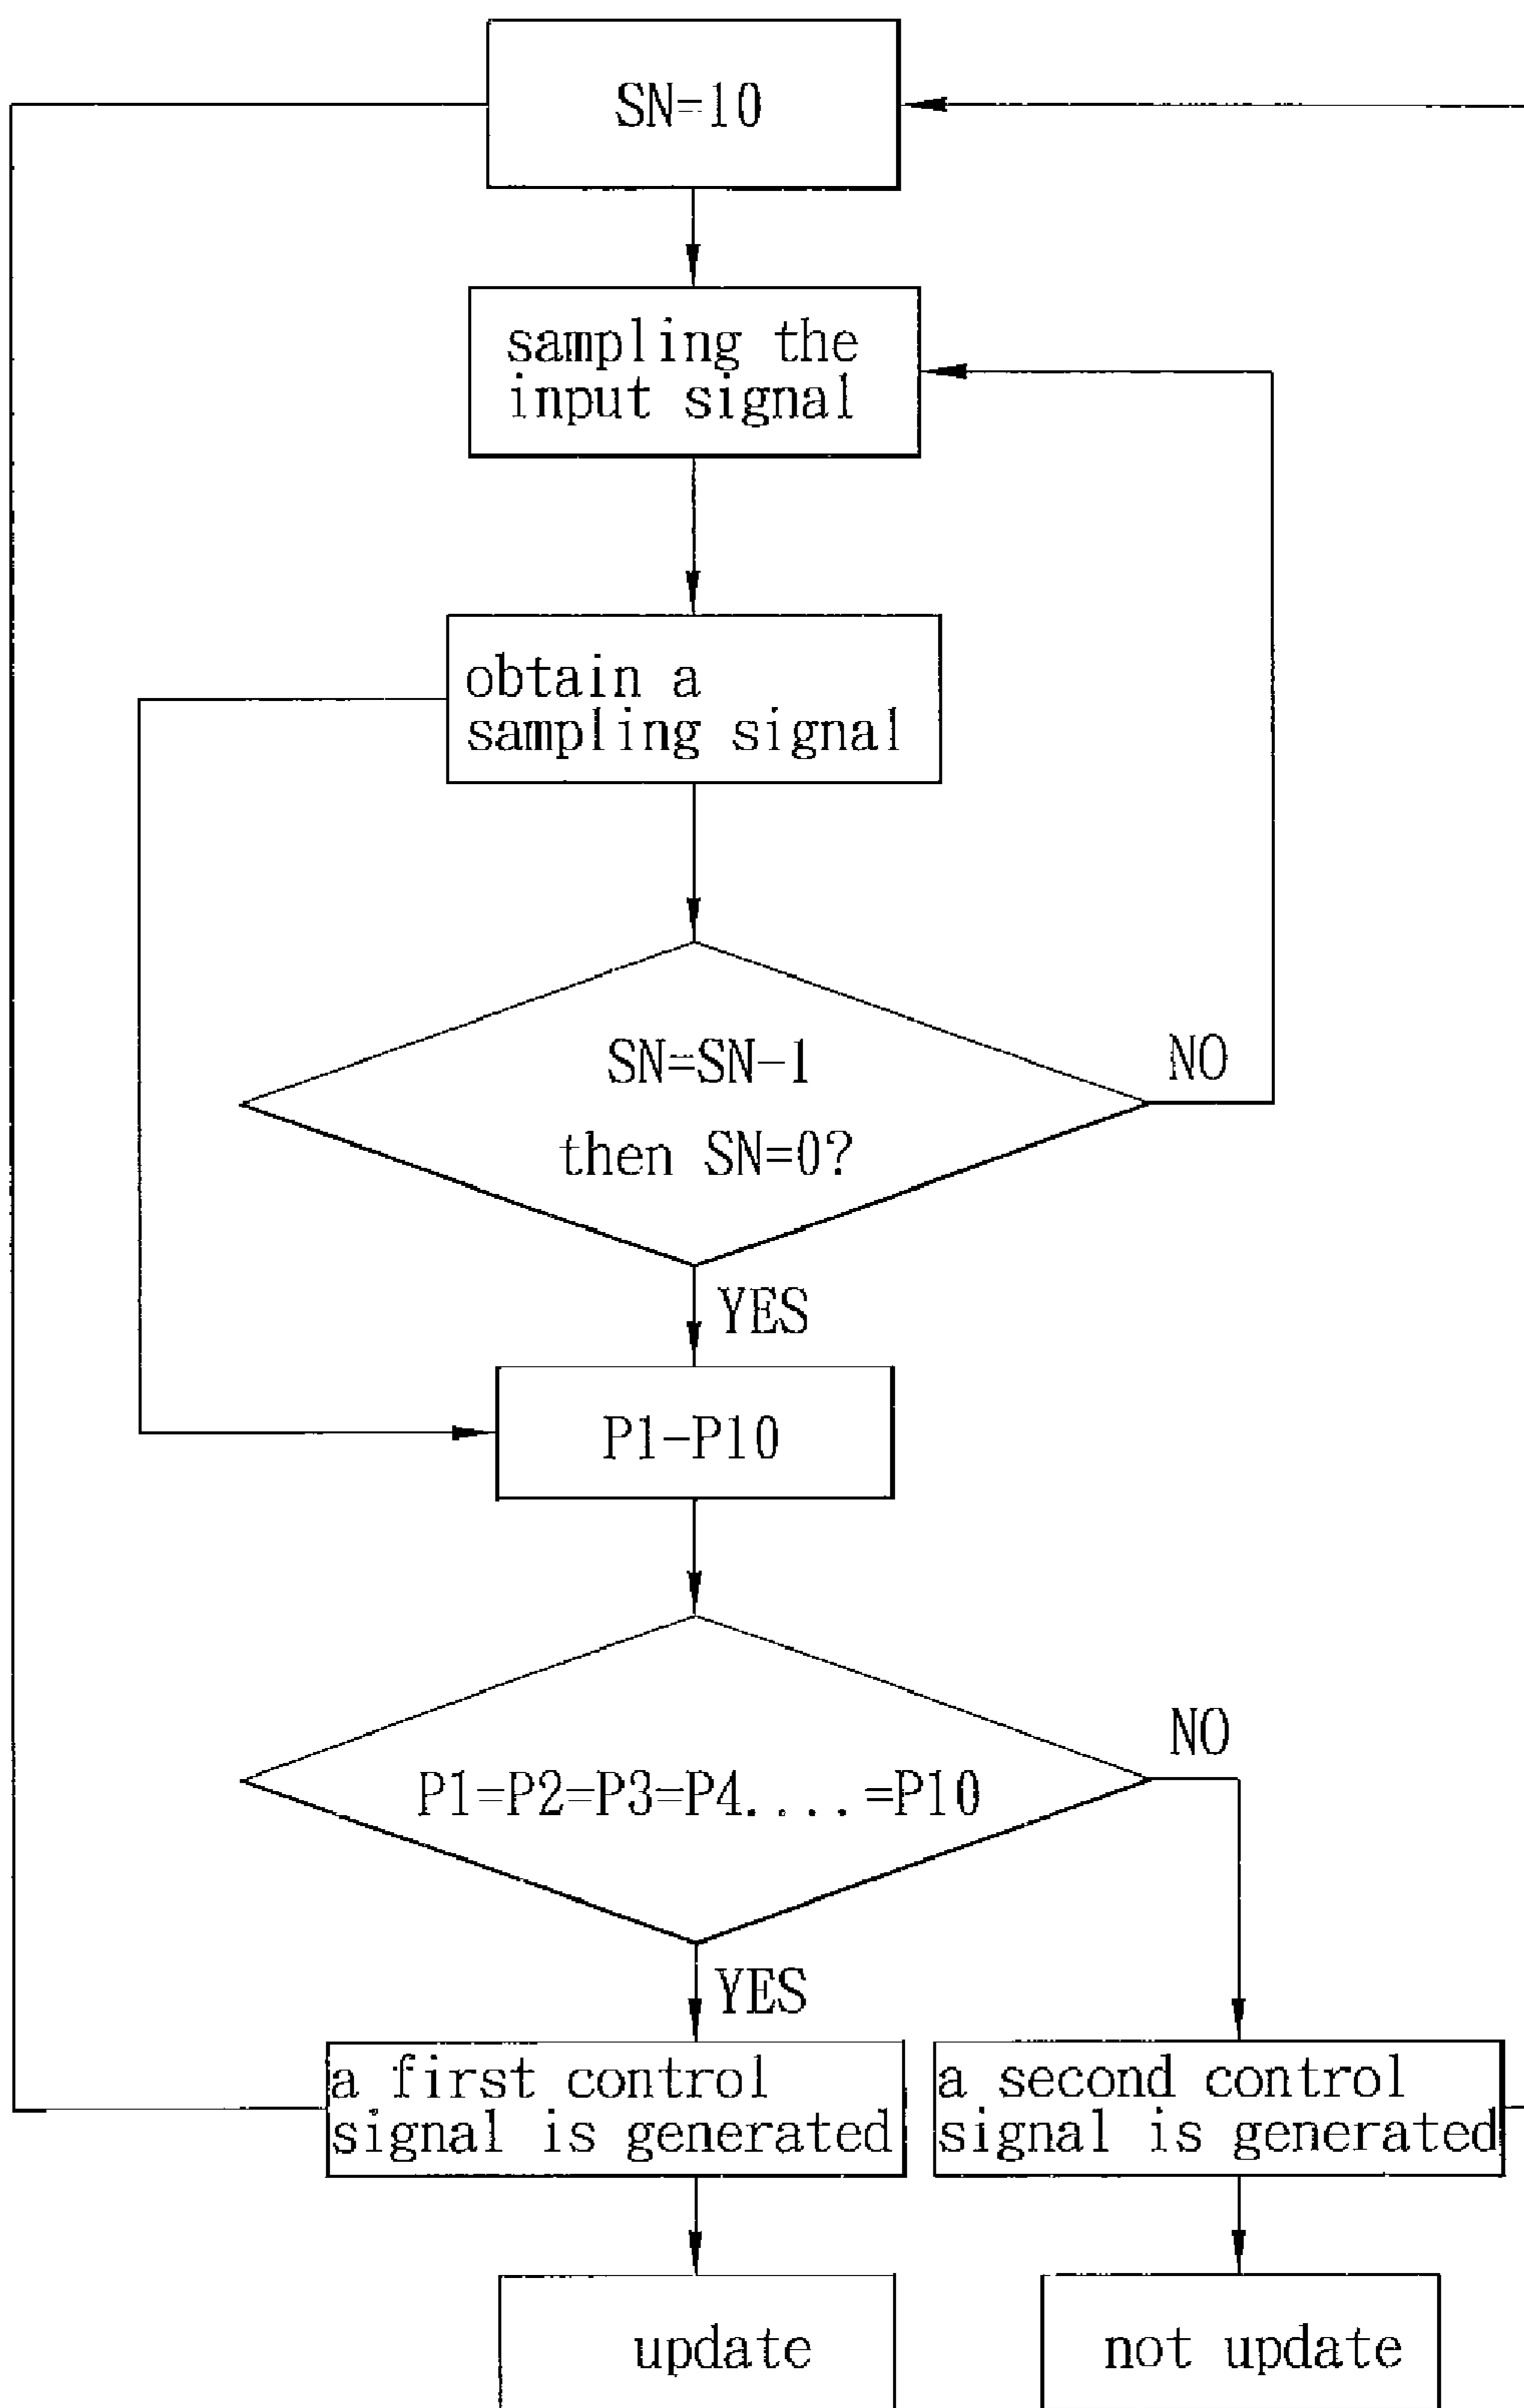 SN=10
sampling the
input signal
obtain a
sampling signal
SN=SN-1
then SN=0?
NO
YES
P1-P10
P1=P2=P3=P4....=P10
NO
YES
a first control
signal is generated
a second control
signal is generated
update
not update